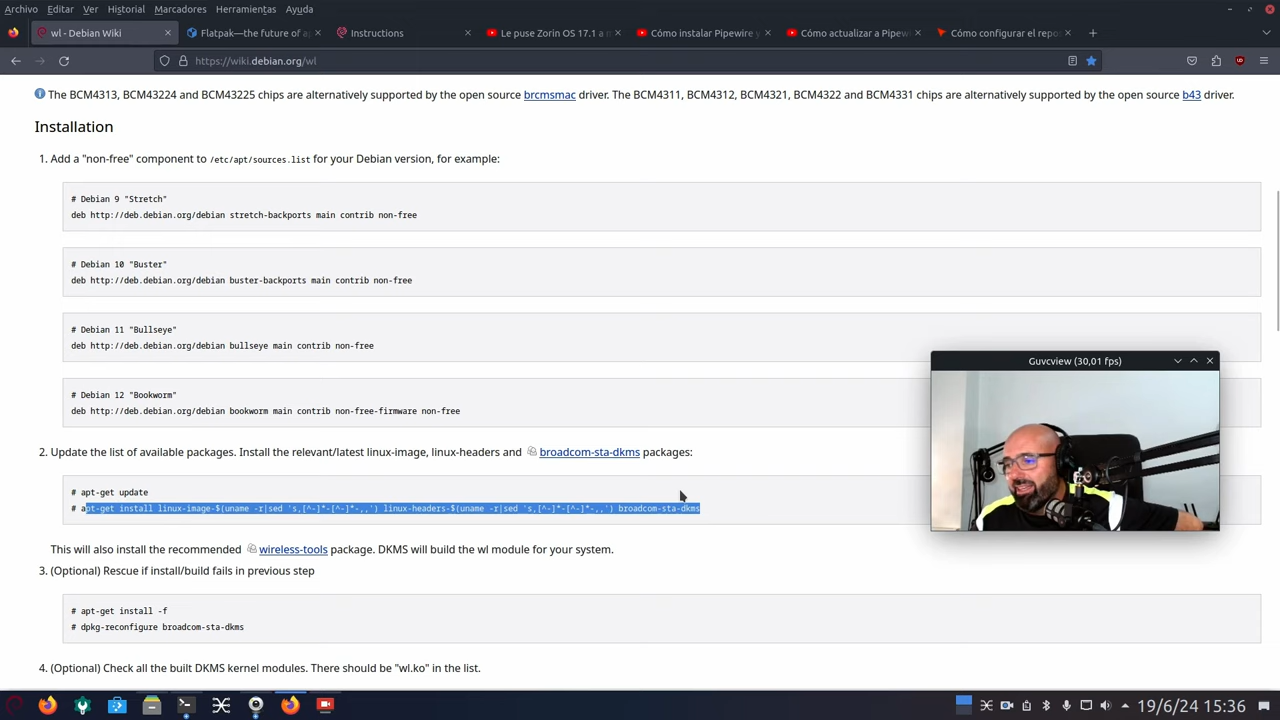 Archivo Editar Ver Historial Marcadores Herramientas Ayuda
wl - Debian Wiki
Flatpak—the future of ap
Instructions
Le puse Zorin OS 17.1 a n
Cómo instalar Pipewire y
Cómo actualizar a Pipewi
Cómo configurar el repos
https://wiki.debian.org/wl
The BCM4313, BCM43224 and BCM43225 chips are alternatively supported by the open source brcmsmac driver. The BCM4311, BCM4312, BCM4321, BCM4322 and BCM4331 chips are alternatively supported by the open source b43 driver.
Installation
1. Add a "non-free" component to /etc/apt/sources.list for your Debian version, for example:
# Debian 9 "Stretch"
deb http://deb.debian.org/debian stretch-backports main contrib non-free
# Debian 10 "Buster"
deb http://deb.debian.org/debian buster-backports main contrib non-free
# Debian 11 "Bullseye"
deb http://deb.debian.org/debian bullseye main contrib non-free
# Debian 12 "Bookworm"
deb http://deb.debian.org/debian bookworm main contrib non-free-firmware non-free
Guvcview (30,01 fps)
2. Update the list of available packages. Install the relevant/latest linux-image, linux-headers and broadcom-sta-dkms packages:
# apt-get update
# apt-get install linux-image-$(uname -r|sed 's,[^-]*-[^-]*-,,') linux-headers-$(uname -r|sed 's,[^-]*-[^-]*-,,') broadcom-sta-dkms
This will also install the recommended wireless-tools package. DKMS will build the wl module for your system.
3. (Optional) Rescue if install/build fails in previous step
# apt-get install -f
# dpkg-reconfigure broadcom-sta-dkms
4. (Optional) Check all the built DKMS kernel modules. There should be "wl.ko" in the list.
19/6/24 15:36